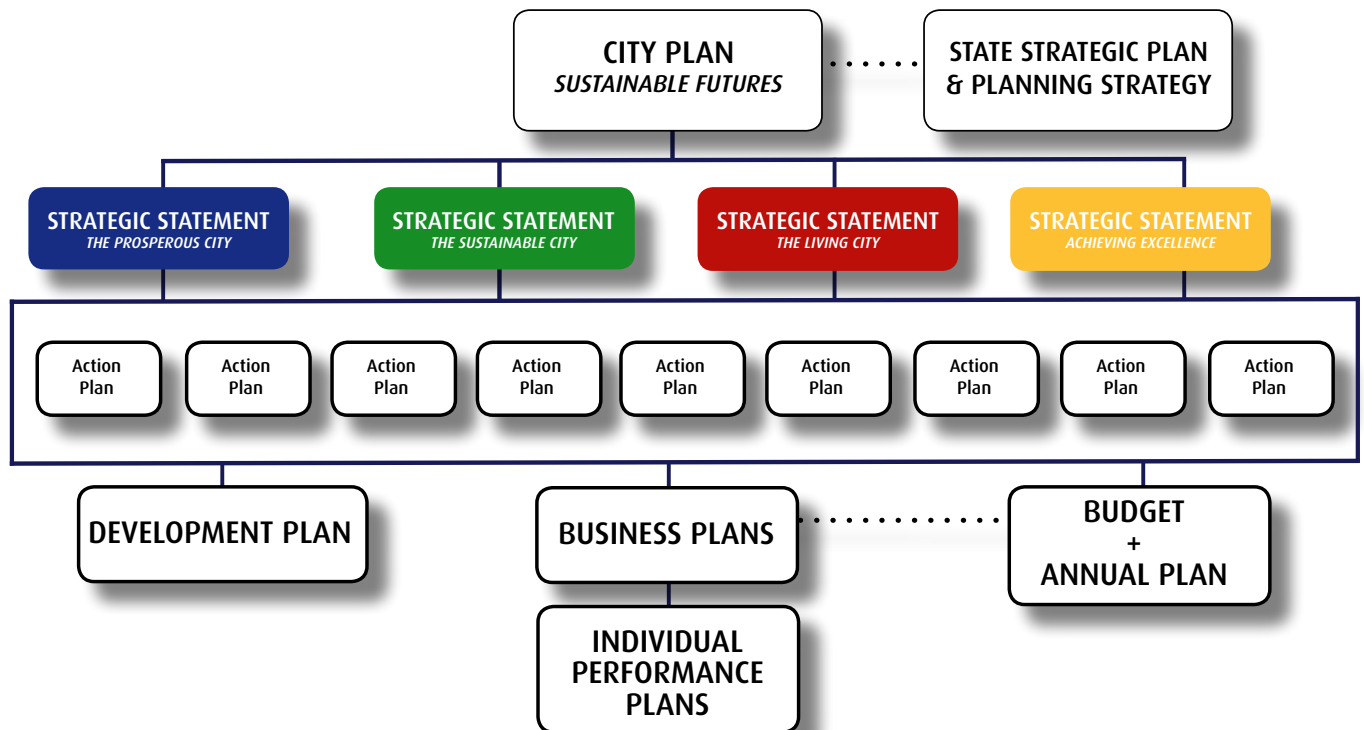 CITY PLAN
SUSTAINABLE FUTURES
STATE STRATEGIC PLAN
& PLANNING STRATEGY
STRATEGIC STATEMENT
THE PROSPEROUS CITY
STRATEGIC STATEMENT
THE SUSTAINABLE CITY
STRATEGIC STATEMENT
THE LIVING CITY
STRATEGIC STATEMENT
ACHIEVING EXCELLENCE
Action
Plan
Action
Plan
Action
Plan
Action
Plan
Action
Plan
Action
Plan
Action
Plan
Action
Plan
Action
Plan
DEVELOPMENT PLAN
BUSINESS PLANS
BUDGET
+
ANNUAL PLAN
INDIVIDUAL
PERFORMANCE
PLANS